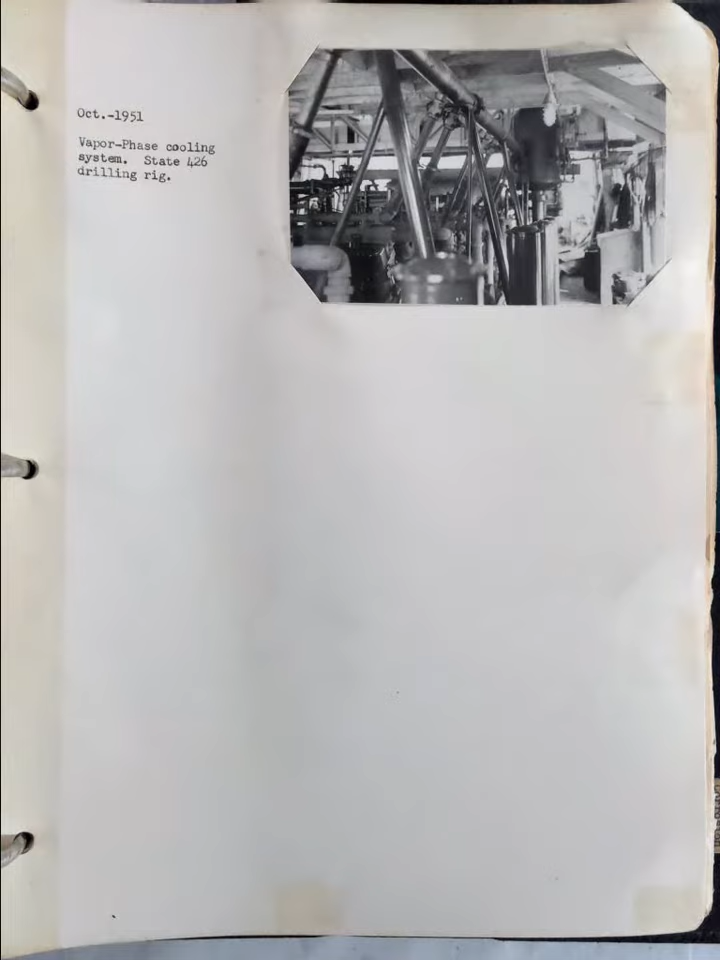 Oct.-1951
Vapor-Phase cooling
system.  State 426
drilling rig.